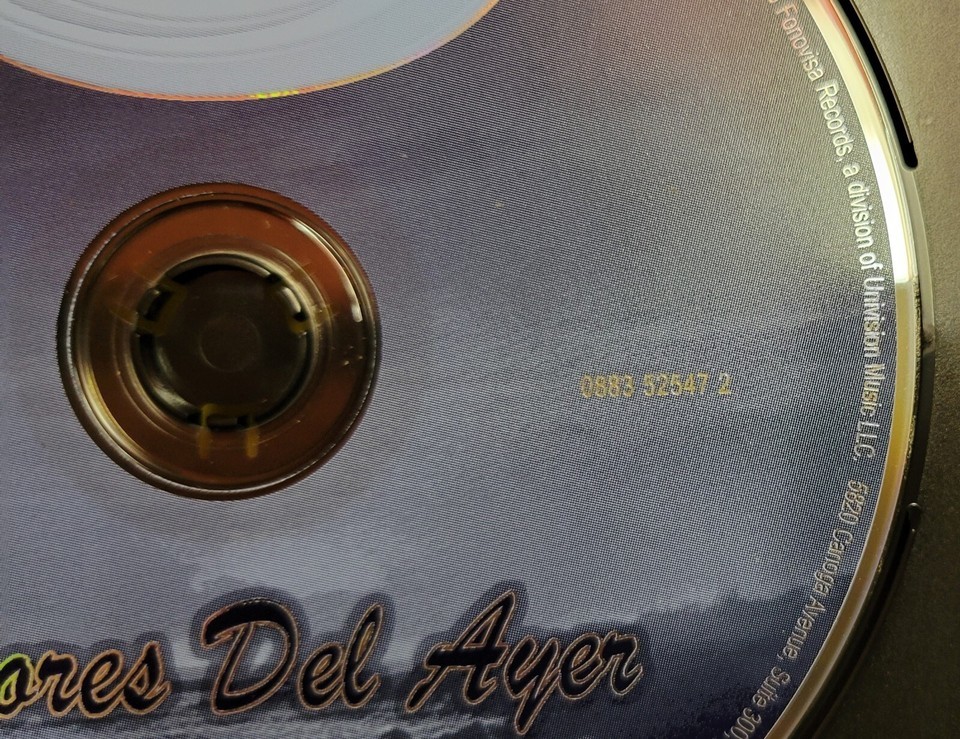 Fonovisa Records, a division of Univision Music LLC. 5820 Canoga Avenue, Suite 300,
0883 52547 2
ores Del Ayer